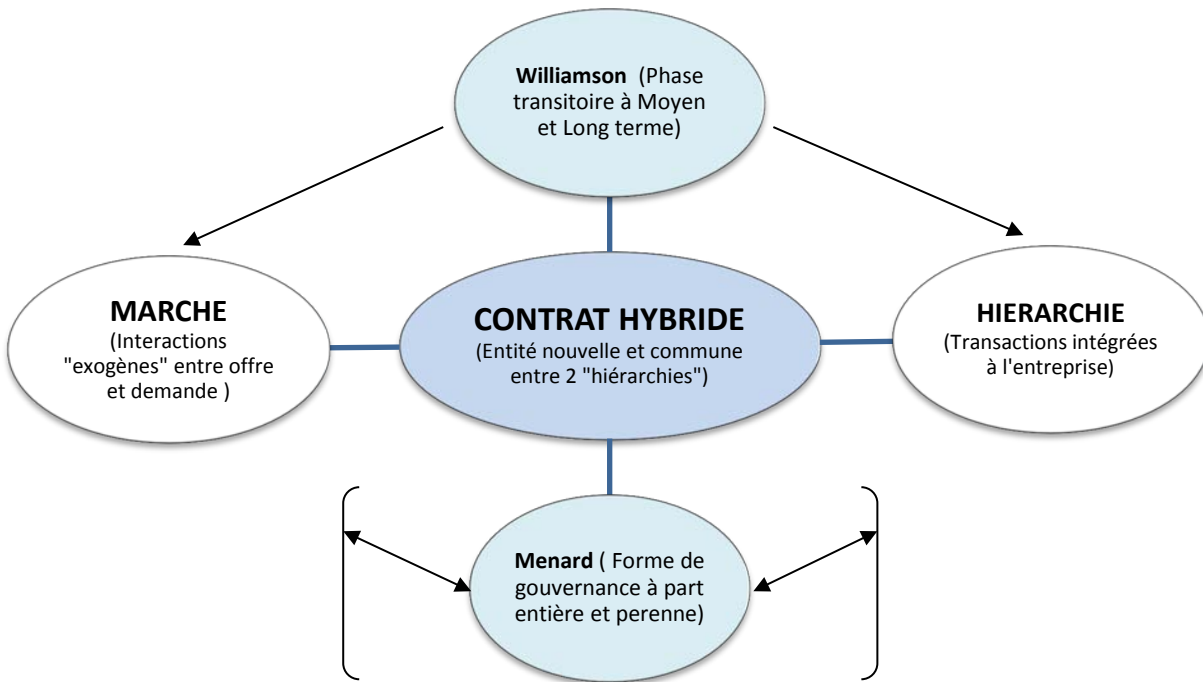 Williamson (Phase
transitoire à Moyen
et Long terme)
MARCHE
(Interactions
"exogènes" entre offre
et demande )
CONTRAT HYBRIDE
(Entité nouvelle et commune
entre 2 "hiérarchies")
HIERARCHIE
(Transactions intégrées
à l'entreprise)
Menard ( Forme de
gouvernance à part
entière et perenne)